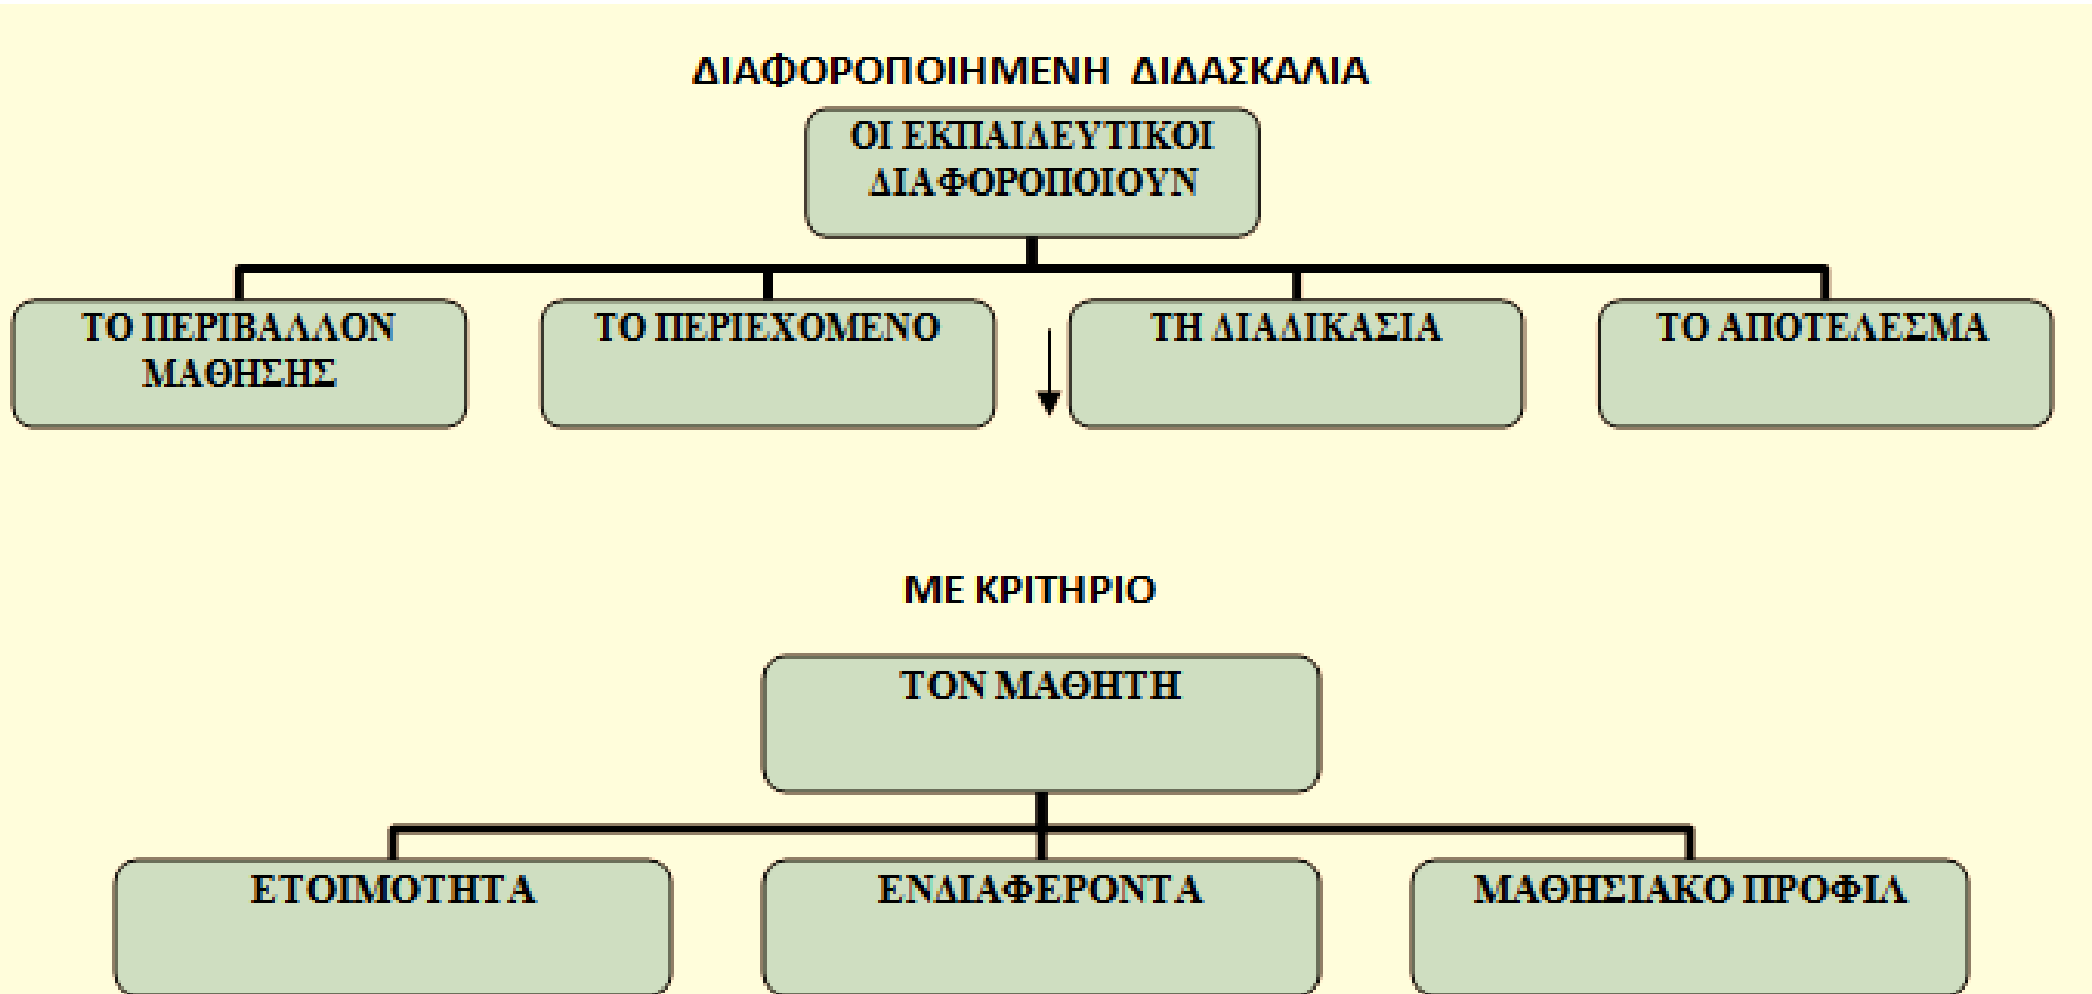 ΔΙΑΦΟΡΟΠΟΙΗΜΕΝΗ ΔΙΔΑΣΚΑΛΙΑ
ΟΙ ΕΚΠΑΙΔΕΥΤΙΚΟΙ
ΔΙΑΦΟΡΟΠΟΙΟΥΝ
ΤΟ ΠΕΡΙΒΑΛΛΟΝ
ΜΑΘΗΣΗΣ
ΤΟ ΠΕΡΙΕΧΟΜΕΝΟ
ΤΗ ΔΙΑΔΙΚΑΣΙΑ
ΤΟ ΑΠΟΤΕΛΕΣΜΑ
ΜΕ ΚΡΙΤΗΡΙΟ
ΤΟΝ ΜΑΘΗΤΗ
ΕΤΟΙΜΟΤΗΤΑ
ΕΝΔΙΑΦΕΡΟΝΤΑ
ΜΑΘΗΣΙΑΚΟ ΠΡΟΦΙΛ